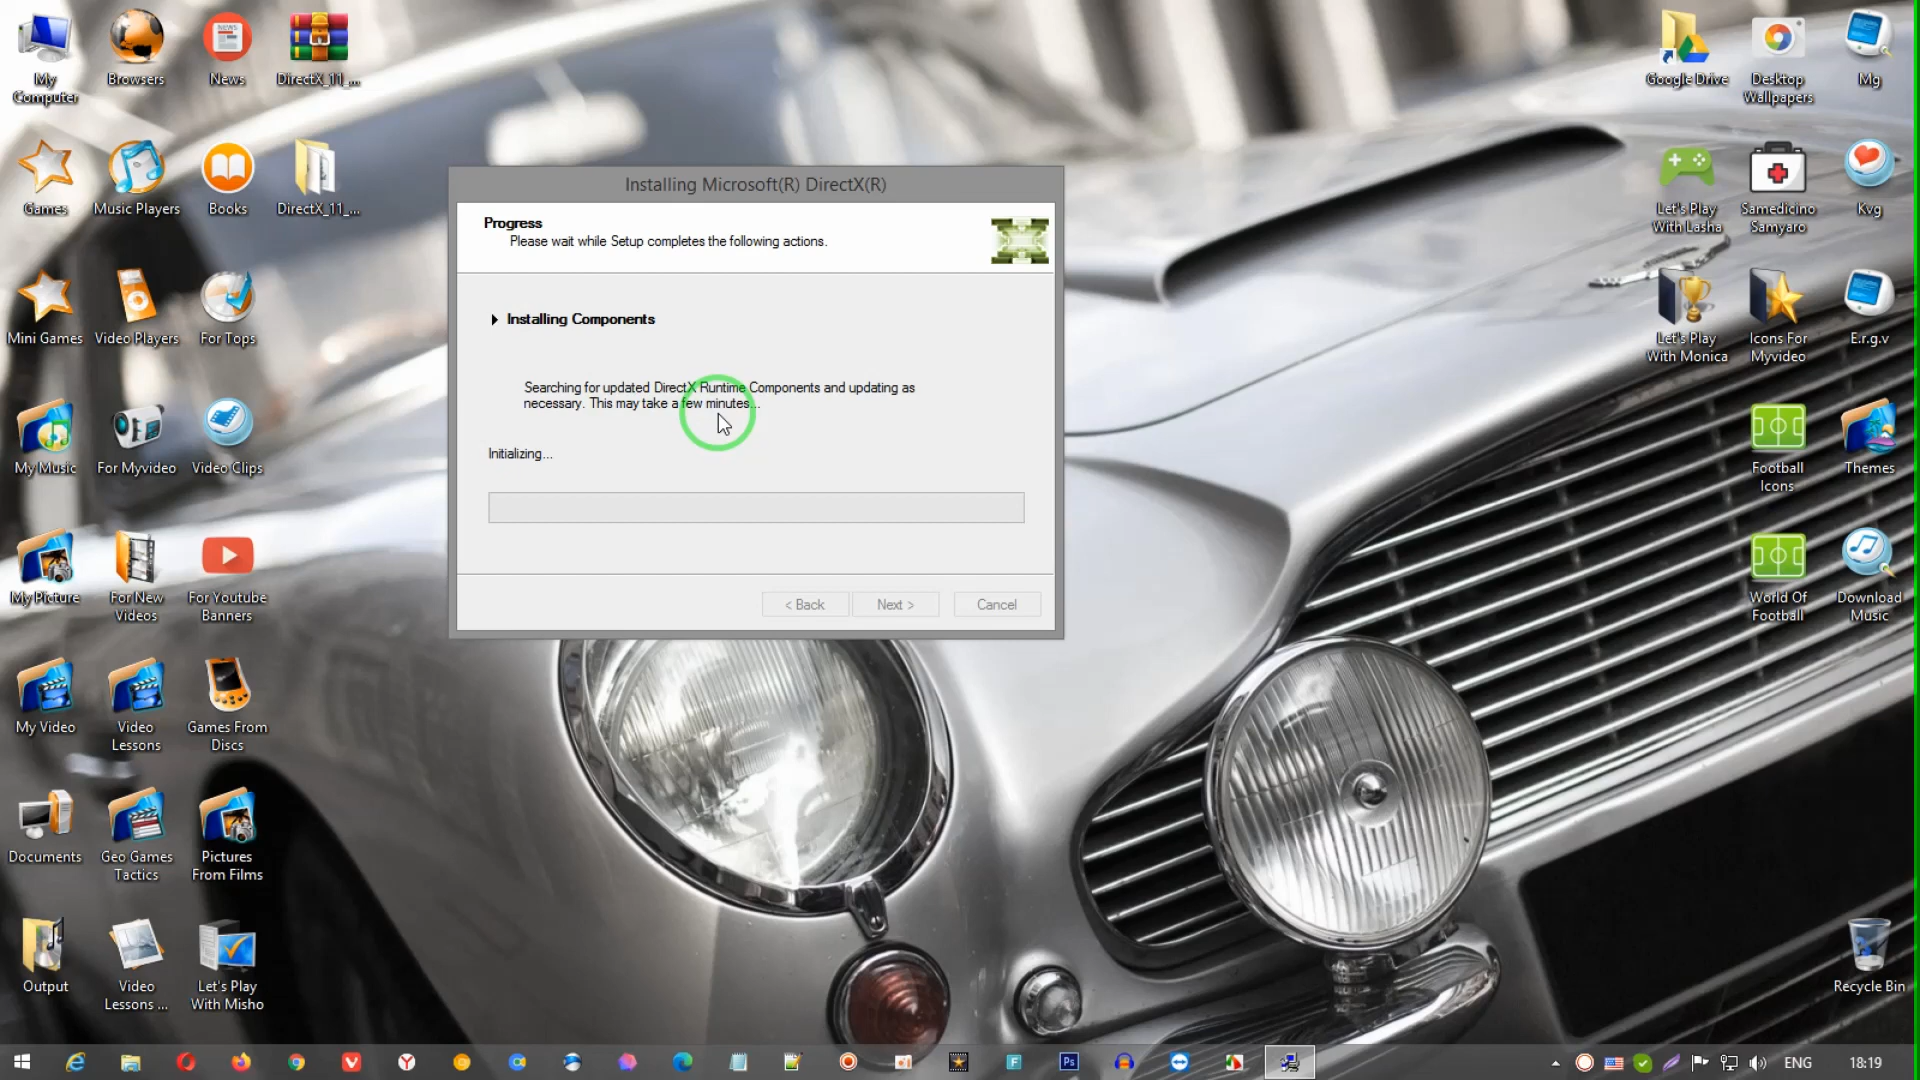 My
Computer
Browsers
News
DirectX_11_...
Games
Music Players
Books
DirectX_11_...
Mini Games
Video Players
For Tops
My Music
For Myvideo
Video Clips
My Picture
For New
Videos
For Youtube
Banners
My Video
Video
Lessons
Games From
Discs
Documents
Geo Games
Tactics
Pictures
From Films
Output
Video
Lessons ...
Let's Play
With Misho
Installing Microsoft(R) DirectX(R)
Progress
Please wait while Setup completes the following actions.
Installing Components
Searching for updated DirectX Runtime Components and updating as
necessary. This may take a few minutes...
Initializing...
< Back
Next >
Cancel
Google Drive
Desktop
Wallpapers
Mg
Let's Play
With Lasha
Samedicino
Samyaro
Kvg
Let's Play
With Monica
Icons For
Myvideo
E.r.g.v
Football
Icons
Themes
World Of
Football
Download
Music
Recycle Bin
NEWS
F
Ps
ENG
18:19